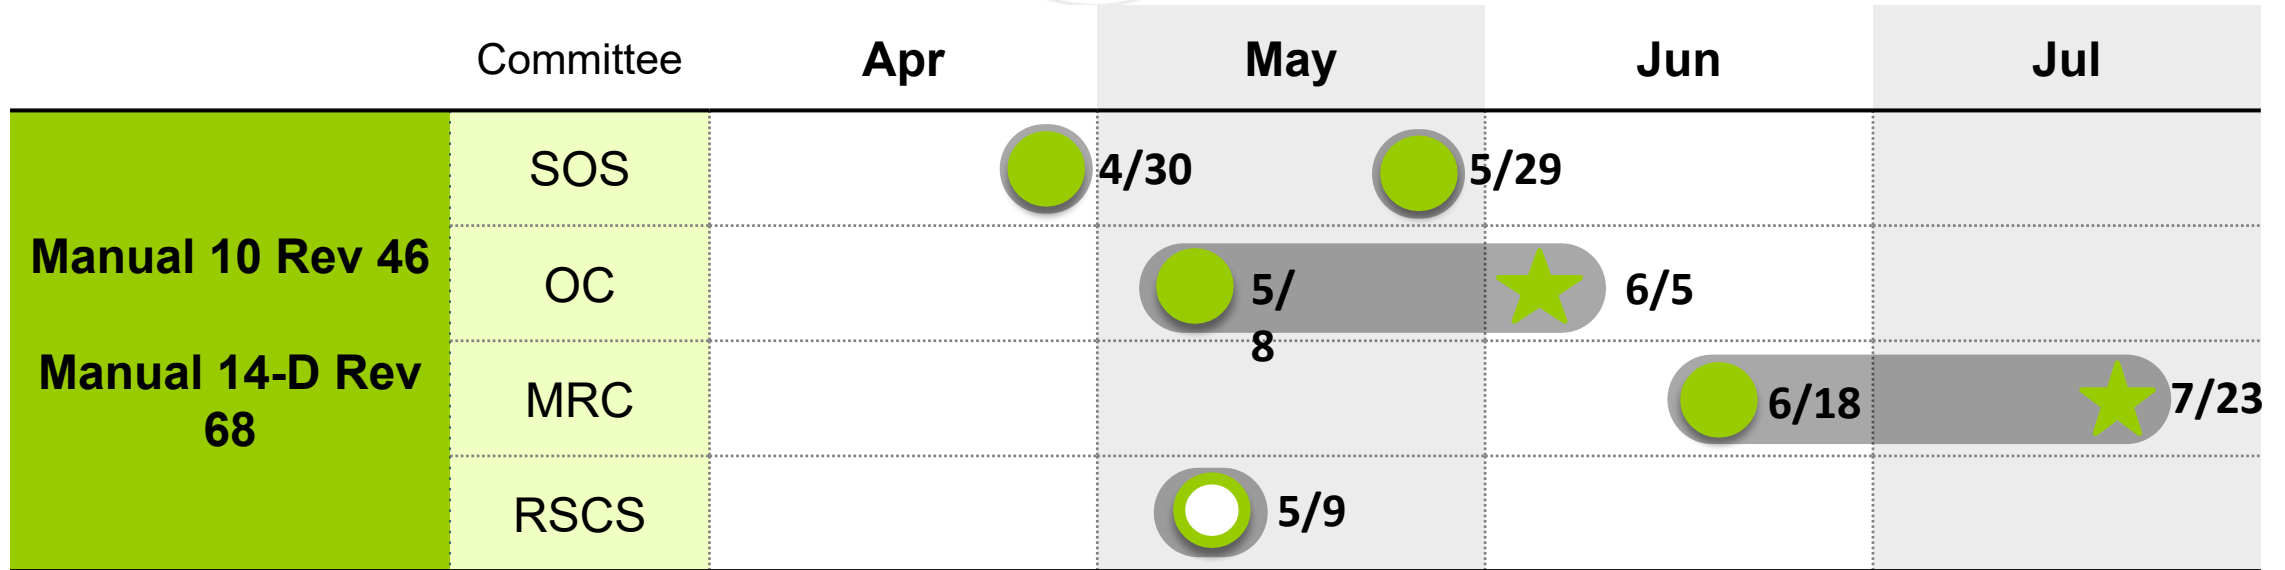 Committee Apr May Jun Jul
SOS 4/30 5/29
Manual 10 Rev 46
OC 5/
8 6/5
Manual 14-D Rev
68
MRC 6/18 7/23
RSCS 5/9